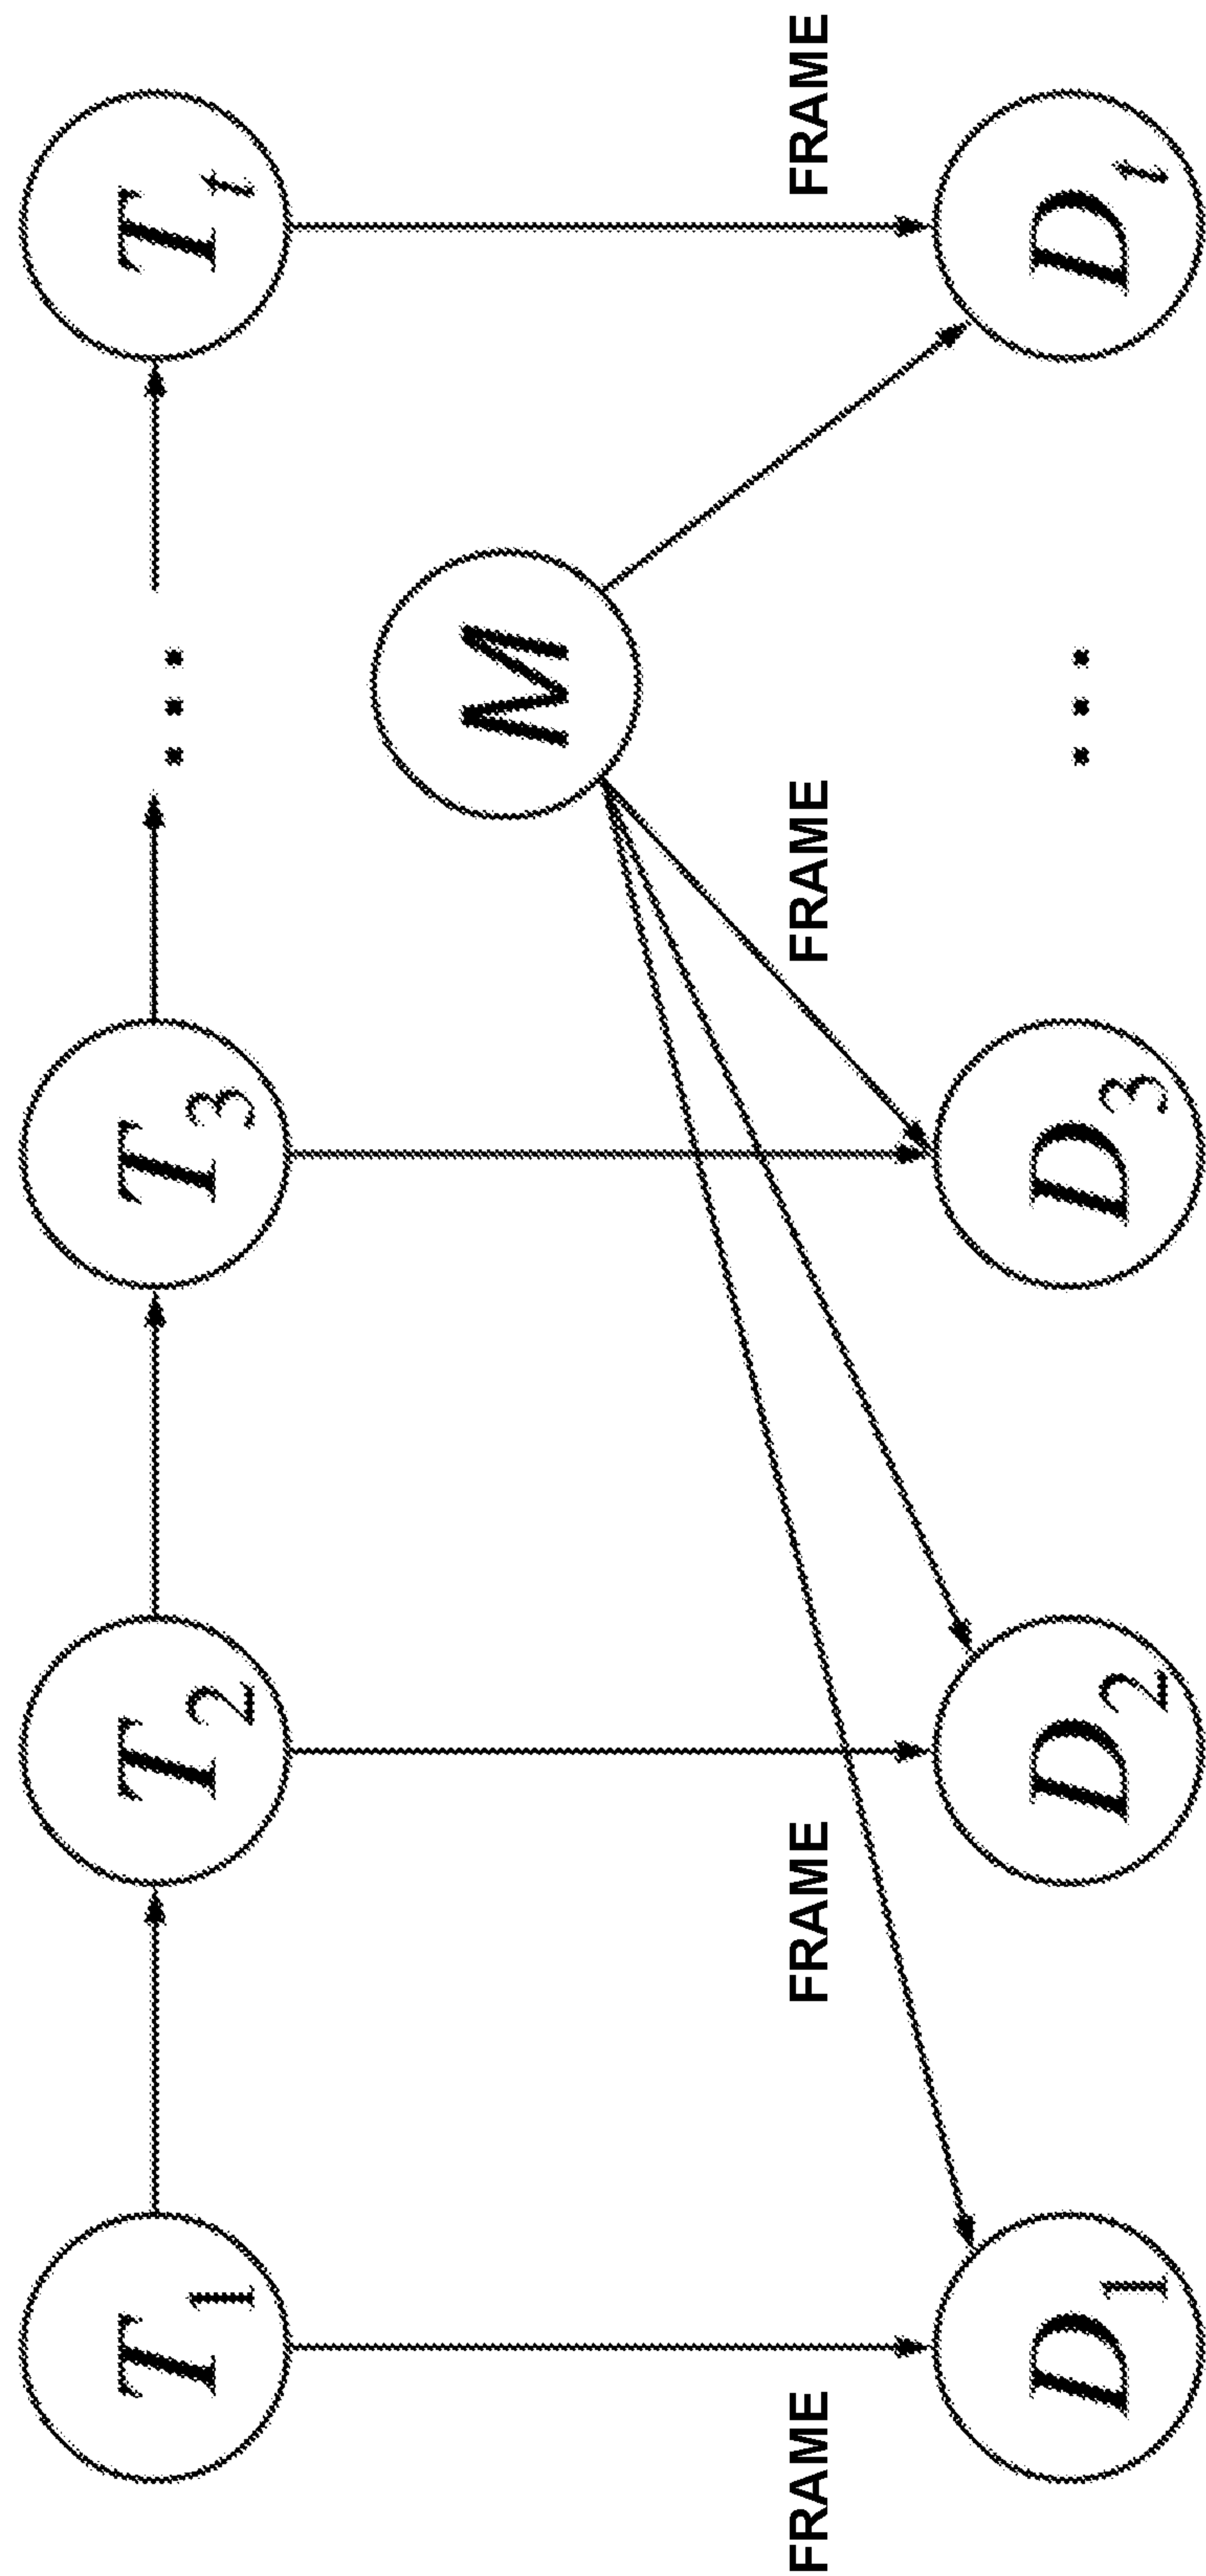 T₁ T₂ T₃ ... Tₜ
M
FRAME FRAME FRAME FRAME
D₁ D₂ D₃ ... Dₜ